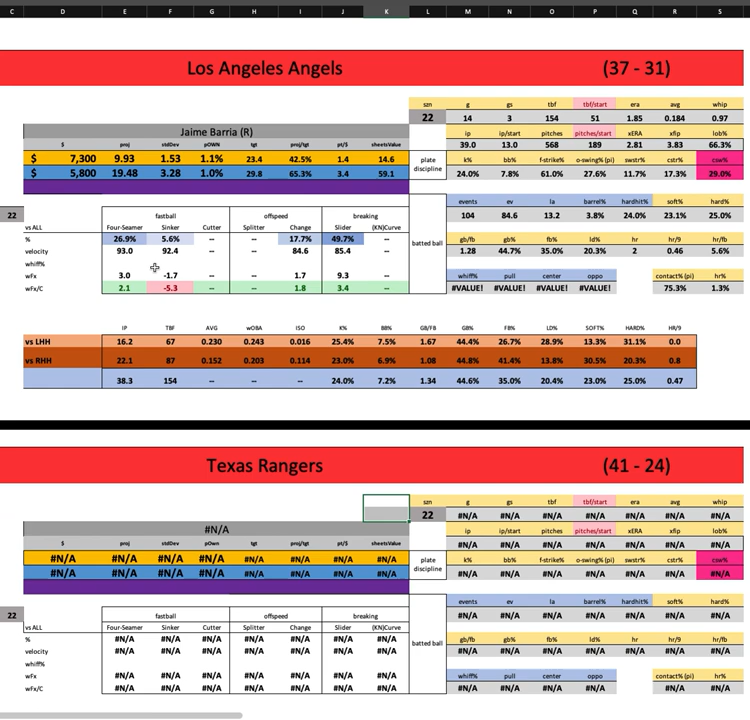 C D E F G H I J K L M N O P Q R S
Los Angeles Angels (37 - 31)
szn g gs tbf tbf/start era avg whip
22 14 3 154 51 1.85 0.184 0.97
Jaime Barria (R) ip ip/start pitches pitches/start xERA xfip lob%
$ proj stdDev pOWN tgt proj/tgt pt/$ sheetsValue 39.0 13.0 568 189 2.81 3.83 66.3%
$ 7,300 9.93 1.53 1.1% 23.4 42.5% 1.4 14.6 plate discipline k% bb% f-strike% o-swing% (pi) swstr% cstr% csw%
$ 5,800 19.48 3.28 1.0% 29.8 65.3% 3.4 59.1 24.0% 7.8% 61.0% 27.6% 11.7% 17.3% 29.0%
events ev la barrel% hardhit% soft% hard%
22 fastball offspeed breaking 104 84.6 13.2 3.8% 24.0% 23.1% 25.0%
vs ALL Four-Seamer Sinker Cutter Splitter Change Slider (KN)Curve
% 26.9% 5.6% -- -- 17.7% 49.7% -- batted ball gb/fb gb% fb% ld% hr hr/9 hr/fb
velocity 93.0 92.4 -- -- 84.6 85.4 -- 1.28 44.7% 35.0% 20.3% 2 0.46 5.6%
whiff%
wFx 3.0 -1.7 -- -- 1.7 9.3 -- whiff% pull center oppo contact% (pi) hr%
wFx/C 2.1 -5.3 -- -- 1.8 3.4 -- #VALUE! #VALUE! #VALUE! #VALUE! 75.3% 1.3%
IP TBF AVG wOBA ISO K% BB% GB/FB GB% FB% LD% SOFT% HARD% HR/9
vs LHH 16.2 67 0.230 0.243 0.016 25.4% 7.5% 1.67 44.4% 26.7% 28.9% 13.3% 31.1% 0.0
vs RHH 22.1 87 0.152 0.203 0.114 23.0% 6.9% 1.08 44.8% 41.4% 13.8% 30.5% 20.3% 0.8
38.3 154 -- -- -- 24.0% 7.2% 1.34 44.6% 35.0% 20.4% 23.0% 25.0% 0.47
Texas Rangers (41 - 24)
szn g gs tbf tbf/start era avg whip
22 #N/A #N/A #N/A #N/A #N/A #N/A #N/A
#N/A ip ip/start pitches pitches/start xERA xfip lob%
$ proj stdDev pOwn tgt proj/tgt pt/$ sheetsValue #N/A #N/A #N/A #N/A #N/A #N/A #N/A
#N/A #N/A #N/A #N/A #N/A #N/A #N/A #N/A plate discipline k% bb% f-strike% o-swing% (pi) swstr% cstr% csw%
#N/A #N/A #N/A #N/A #N/A #N/A #N/A #N/A #N/A #N/A #N/A #N/A #N/A #N/A #N/A
events ev la barrel% hardhit% soft% hard%
22 fastball offspeed breaking #N/A #N/A #N/A #N/A #N/A #N/A #N/A
vs ALL Four-Seamer Sinker Cutter Splitter Change Slider (KN)Curve
% #N/A #N/A #N/A #N/A #N/A #N/A #N/A batted ball gb/fb gb% fb% ld% hr hr/9 hr/fb
velocity #N/A #N/A #N/A #N/A #N/A #N/A #N/A #N/A #N/A #N/A #N/A #N/A #N/A #N/A
whiff%
wFx #N/A #N/A #N/A #N/A #N/A #N/A #N/A whiff% pull center oppo contact% (pi) hr%
wFx/C #N/A #N/A #N/A #N/A #N/A #N/A #N/A #N/A #N/A #N/A #N/A #N/A #N/A